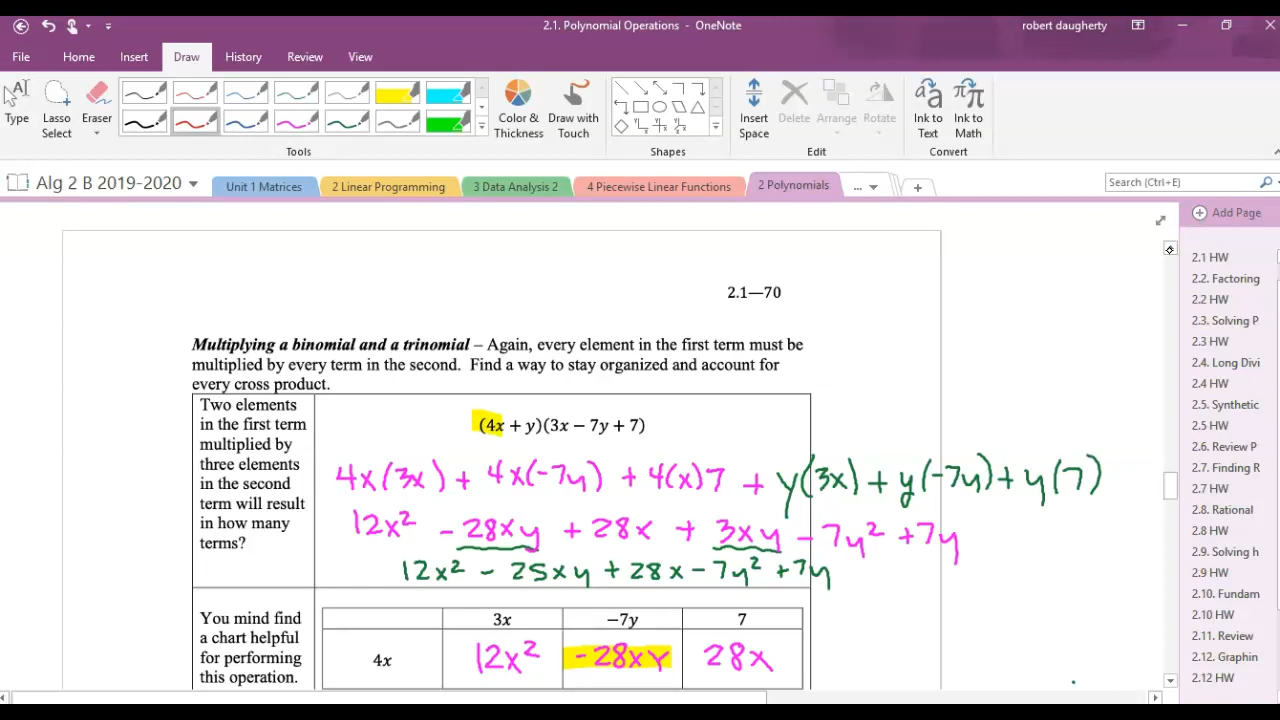 2.1. Polynomial Operations - OneNote
robert daugherty
File Home Insert Draw History Review View
Type
Lasso Select
Eraser
Color & Thickness
Draw with Touch
Insert Space
Delete
Arrange
Rotate
Ink to Text
Ink to Math
Tools
Shapes
Edit
Convert
Alg 2 B 2019-2020
Unit 1 Matrices
2 Linear Programming
3 Data Analysis 2
4 Piecewise Linear Functions
2 Polynomials
...
Search (Ctrl+E)
Add Page
2.1 HW
2.2. Factoring
2.2 HW
2.3. Solving P
2.3 HW
2.4. Long Divi
2.4 HW
2.5. Synthetic
2.5 HW
2.6. Review P
2.7. Finding R
2.7 HW
2.8. Rational
2.8 HW
2.9. Solving h
2.9 HW
2.10. Fundam
2.10 HW
2.11. Review
2.12. Graphin
2.12 HW
2.1—70
Multiplying a binomial and a trinomial – Again, every element in the first term must be
multiplied by every term in the second. Find a way to stay organized and account for
every cross product.
Two elements
in the first term
multiplied by
three elements
in the second
term will result
in how many
terms?
(4x + y)(3x − 7y + 7)
4x(3x) + 4x(-7y) + 4(x)7 + y(3x) + y(-7y) + y(7)
12x² - 28xy + 28x + 3xy - 7y² + 7y
12x² - 25xy + 28x - 7y² + 7y
You mind find
a chart helpful
for performing
this operation.
3x −7y 7
4x 12x² -28xy 28x